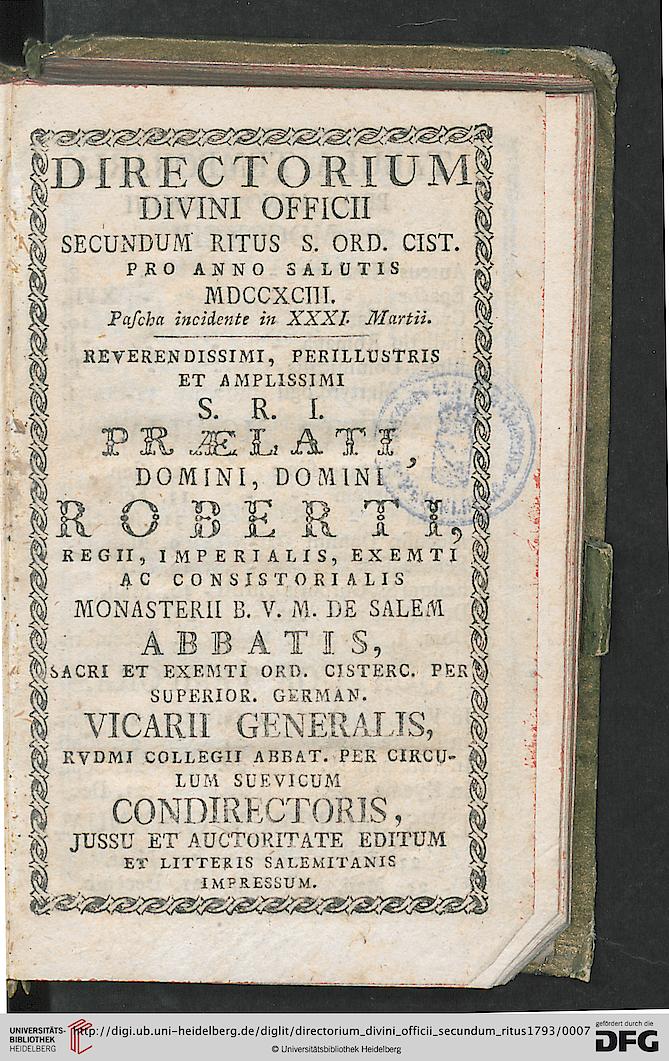 DIRECTORIUM
DIVINI OFFICII
SECUNDUM RITUS S. ORD. CIST.
PRO ANNO SALUTIS
MDCCXCIII.
Paſcha incidente in XXXI. Martii.
REVERENDISSIMI, PERILLUSTRIS
ET AMPLISSIMI
S. R. I.
PRÆLATI,
DOMINI, DOMINI
ROBERTI,
REGII, IMPERIALIS, EXEMTI
AC CONSISTORIALIS
MONASTERII B. V. M. DE SALEM
ABBATIS,
SACRI ET EXEMTI ORD. CISTERC. PER
SUPERIOR. GERMAN.
VICARII GENERALIS,
RVDMI COLLEGII ABBAT. PER CIRCU-
LUM SUEVICUM
CONDIRECTORIS,
JUSSU ET AUCTORITATE EDITUM
ET LITTERIS SALEMITANIS
IMPRESSUM.
UNIVERSITÄTS-
BIBLIOTHEK
HEIDELBERG
http://digi.ub.uni-heidelberg.de/diglit/directorium_divini_officii_secundum_ritus1793/0007
© Universitätsbibliothek Heidelberg
gefördert durch die
DFG